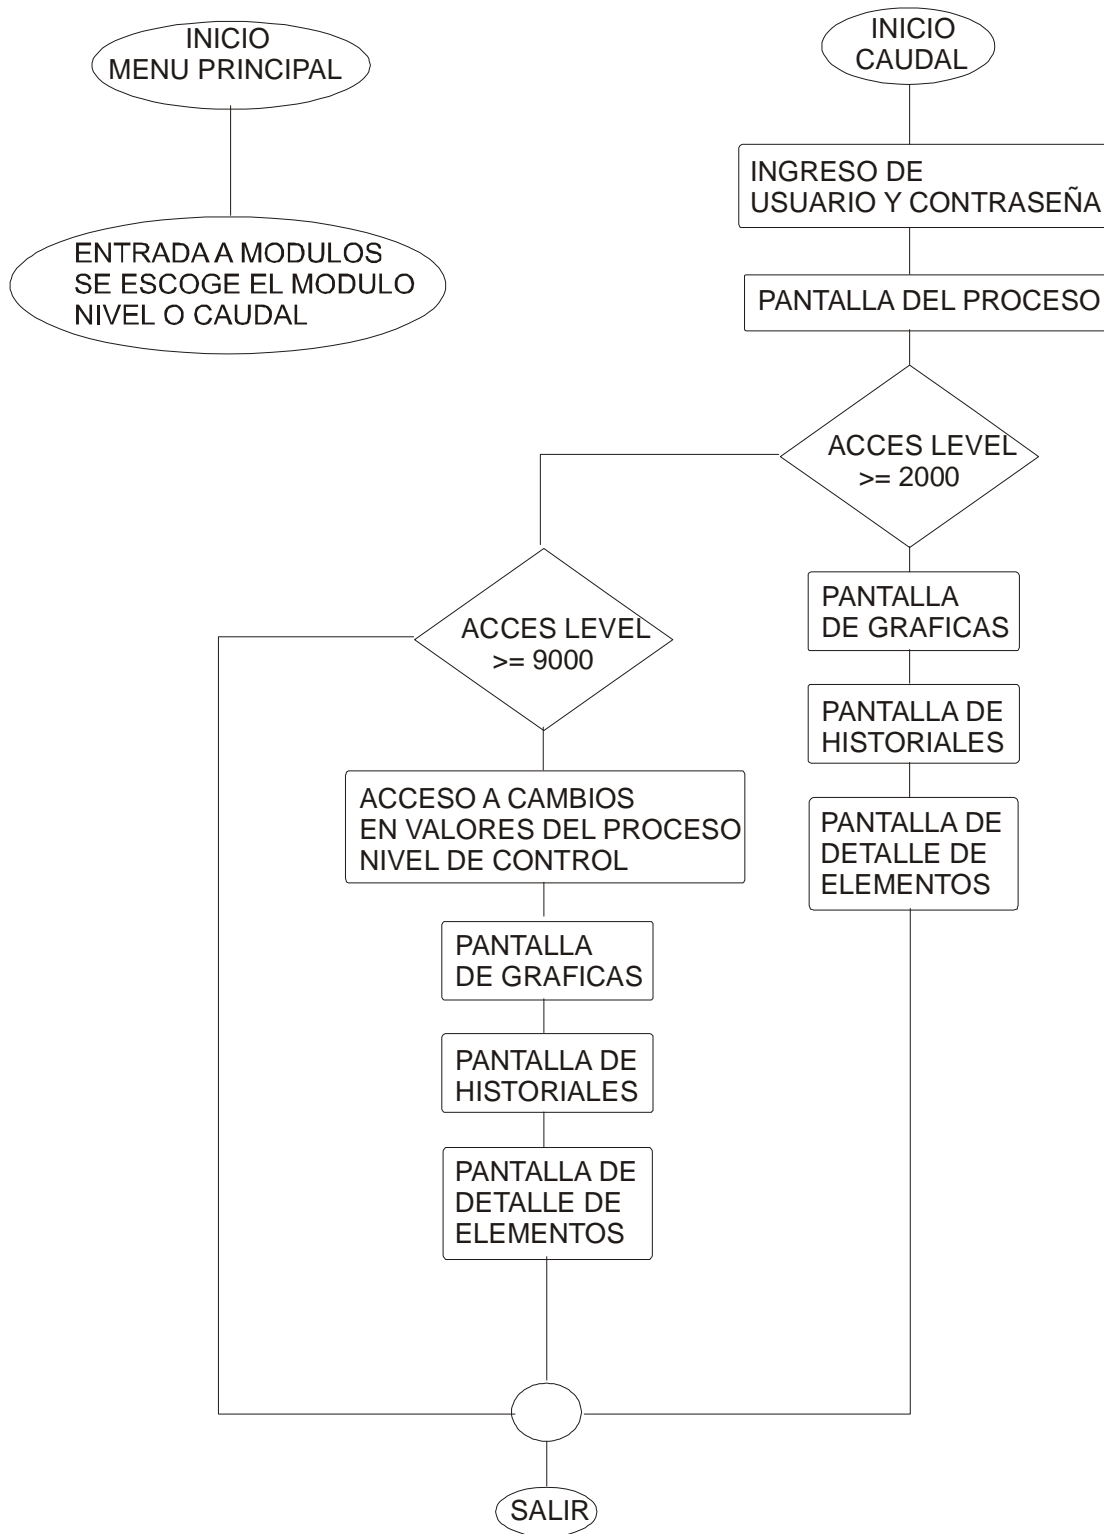 INICIO
MENU PRINCIPAL
ENTRADA A MODULOS
SE ESCOGE EL MODULO
NIVEL O CAUDAL
INICIO
CAUDAL
INGRESO DE
USUARIO Y CONTRASEÑA
PANTALLA DEL PROCESO
ACCES LEVEL
>= 2000
PANTALLA
DE GRAFICAS
PANTALLA DE
HISTORIALES
PANTALLA DE
DETALLE DE
ELEMENTOS
ACCES LEVEL
>= 9000
ACCESO A CAMBIOS
EN VALORES DEL PROCESO
NIVEL DE CONTROL
PANTALLA
DE GRAFICAS
PANTALLA DE
HISTORIALES
PANTALLA DE
DETALLE DE
ELEMENTOS
SALIR